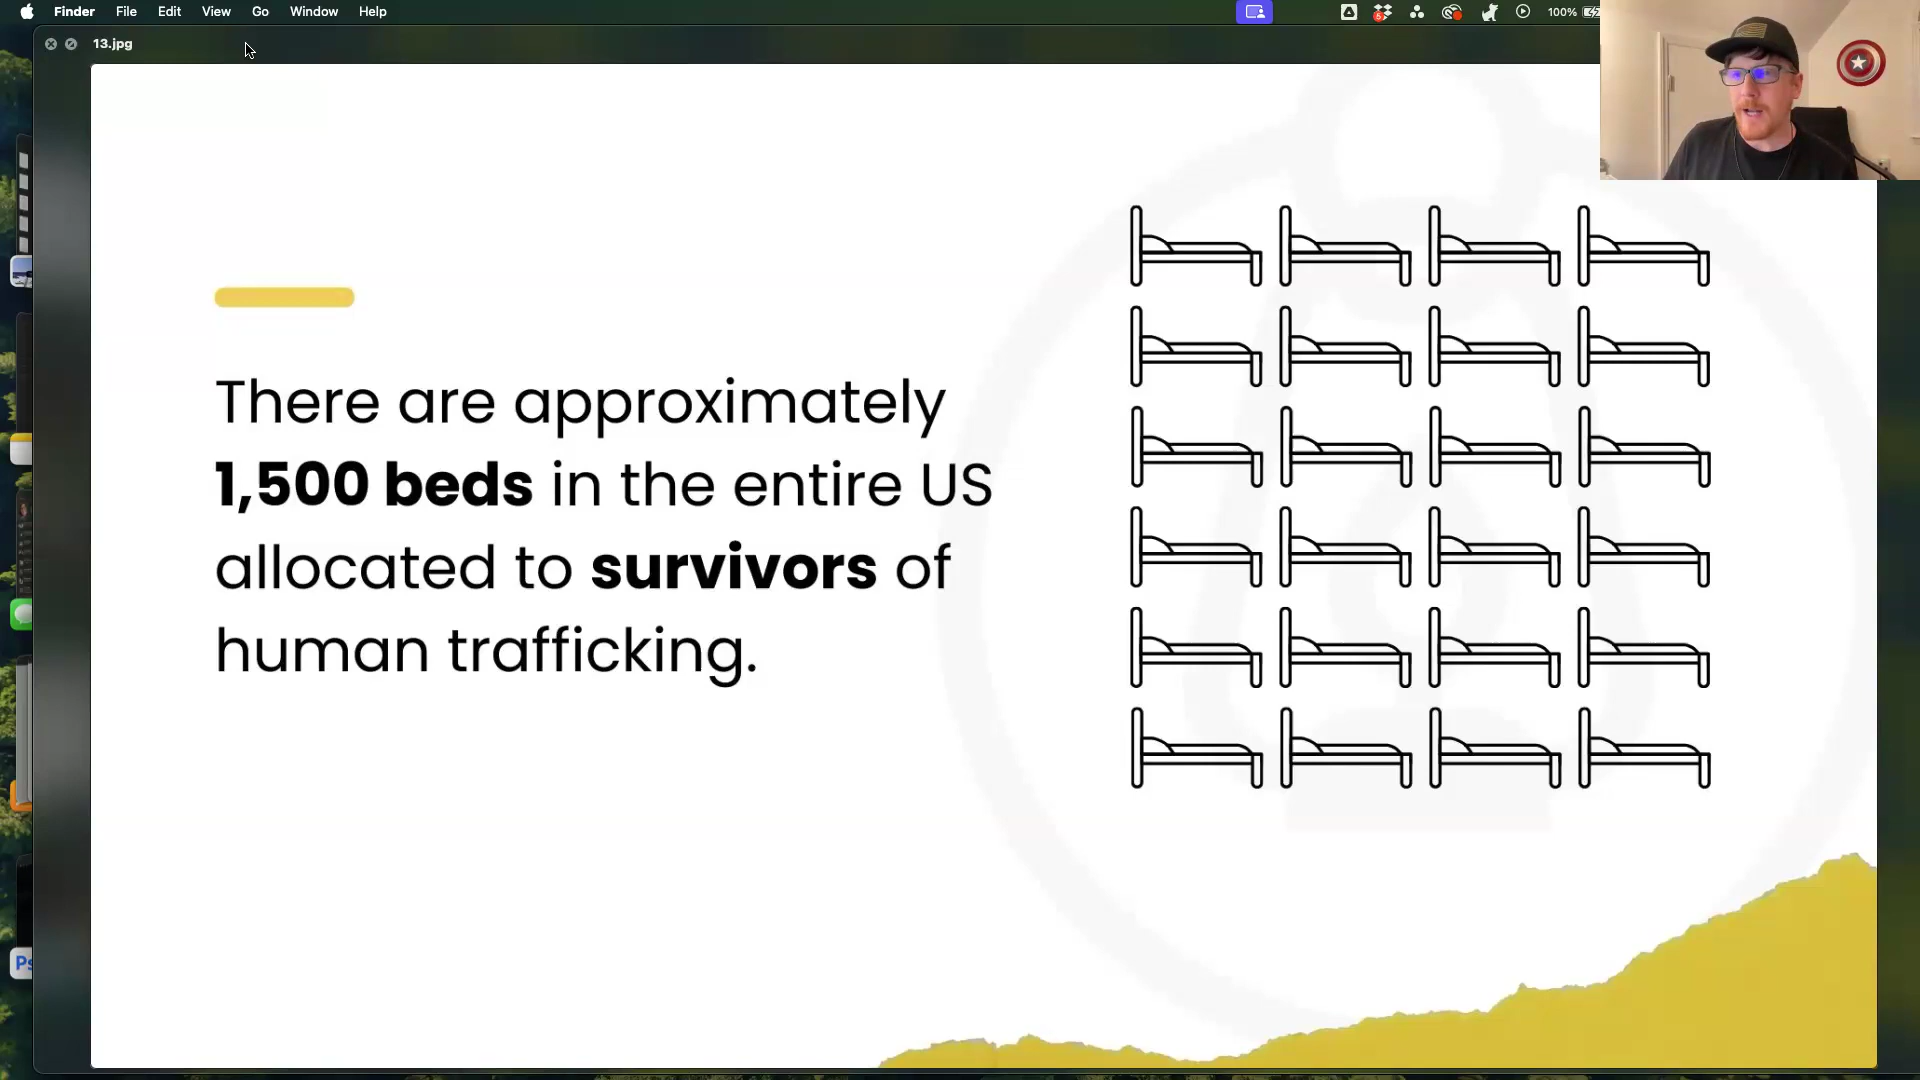 Finder File Edit View Go Window Help
100%
13.jpg
There are approximately
1,500 beds in the entire US
allocated to survivors of
human trafficking.
Ps